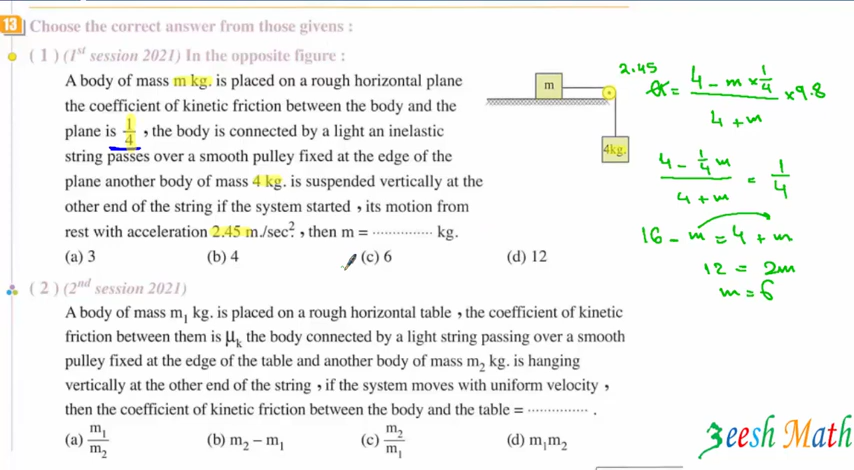 13 Choose the correct answer from those givens :
( 1 ) (1st session 2021) In the opposite figure :
A body of mass m kg. is placed on a rough horizontal plane
the coefficient of kinetic friction between the body and the
plane is 1/4 , the body is connected by a light an inelastic
string passes over a smooth pulley fixed at the edge of the
plane another body of mass 4 kg. is suspended vertically at the
other end of the string if the system started , its motion from
rest with acceleration 2.45 m./sec². , then m = ·············· kg.
(a) 3 (b) 4 (c) 6 (d) 12
m
4kg.
2.45
a = (4 - m × 1/4)/(4 + m) × 9.8
(4 - 1/4 m)/(4 + m) = 1/4
16 - m = 4 + m
12 = 2m
m = 6
( 2 ) (2nd session 2021)
A body of mass m₁ kg. is placed on a rough horizontal table , the coefficient of kinetic
friction between them is μₖ the body connected by a light string passing over a smooth
pulley fixed at the edge of the table and another body of mass m₂ kg. is hanging
vertically at the other end of the string , if the system moves with uniform velocity ,
then the coefficient of kinetic friction between the body and the table = ·············· .
(a) m₁/m₂ (b) m₂ – m₁ (c) m₂/m₁ (d) m₁m₂
Zeesh Math